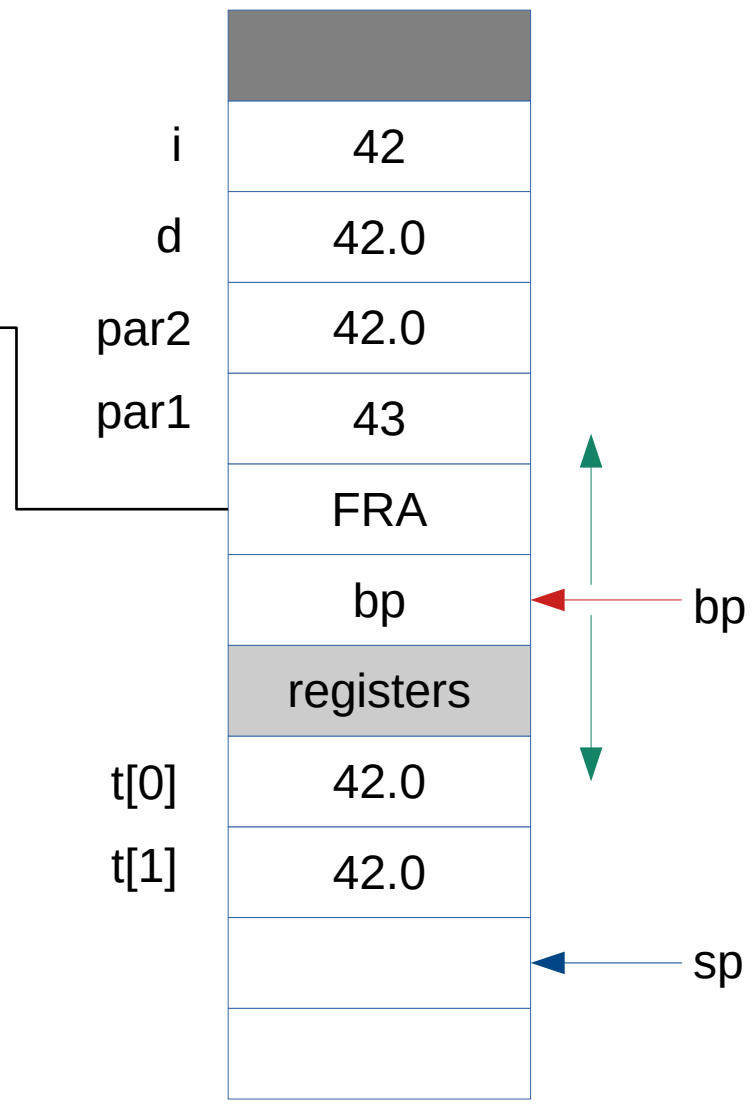 i 42
d 42.0
par2 42.0
par1 43
FRA
bp bp
registers
t[0] 42.0
t[1] 42.0
sp